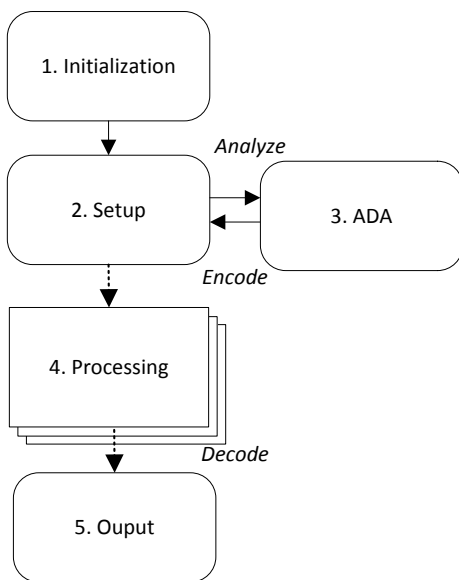 1. Initialization
Analyze
2. Setup
3. ADA
Encode
4. Processing
Decode
5. Ouput